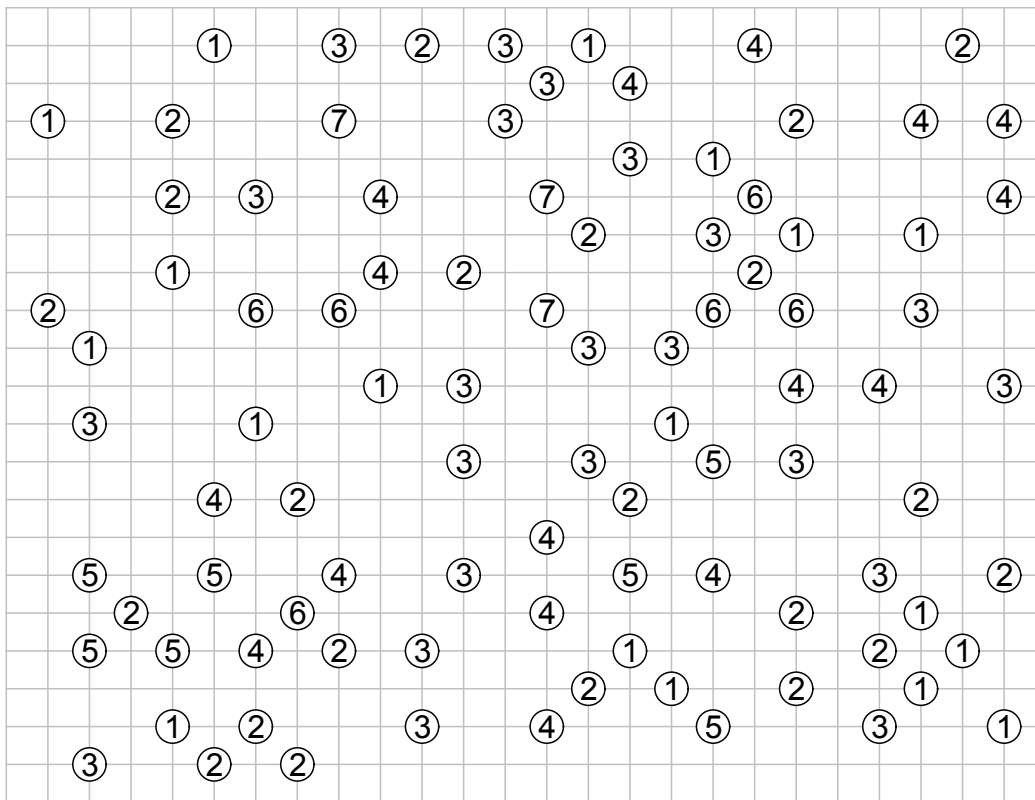 1 3 2 3 1 4 2
3 4
1 2 7 3 2 4 4
3 1
2 3 4 7 6 4
2 3 1 1
1 4 2 2
2 6 6 7 6 6 3
1 3 3
1 3 4 4 3
3 1 1
3 3 5 3
4 2 2 2
4
5 5 4 3 5 4 3 2
2 6 4 2 1
5 5 4 2 3 1 2 1
2 1 2 1
1 2 3 4 5 3 1
3 2 2